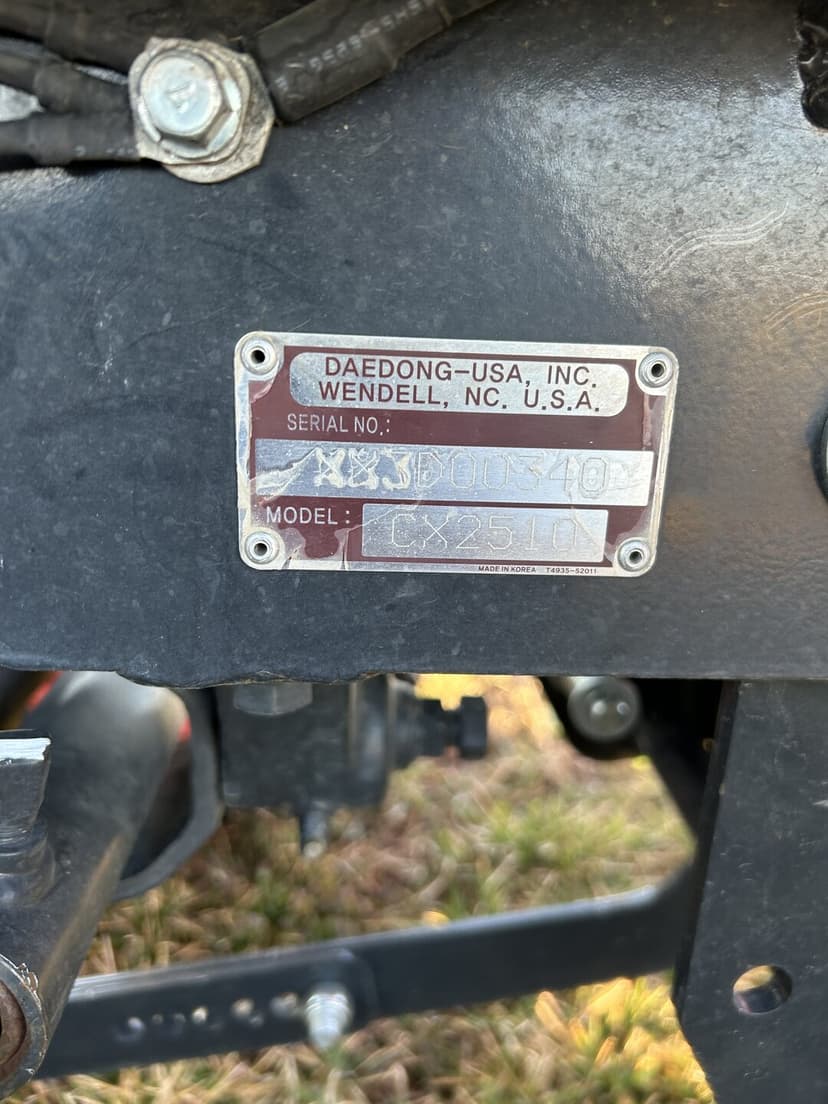 DAEDONG-USA, INC.
WENDELL, NC. U.S.A.
SERIAL NO.:
MODEL: CX2510
MADE IN KOREA T4935-52011